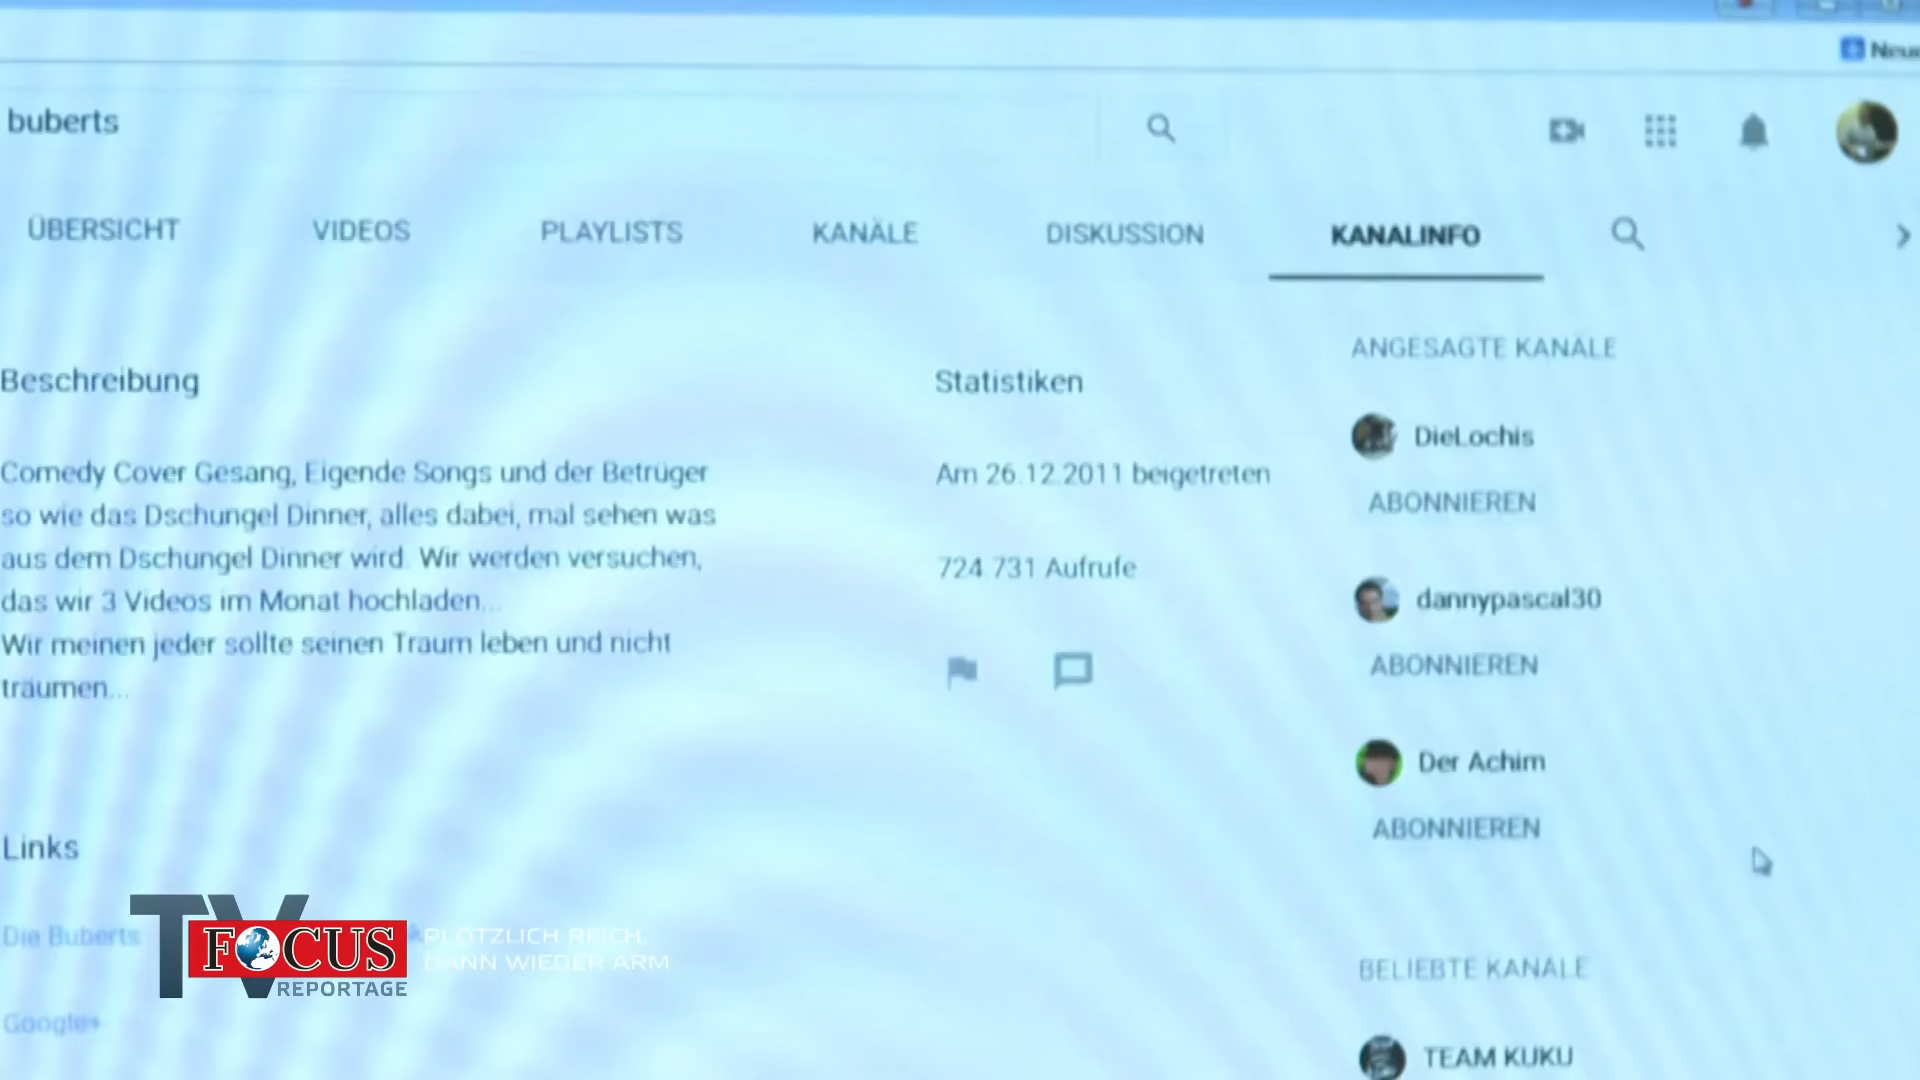 Neue
buberts
ÜBERSICHT VIDEOS PLAYLISTS KANÄLE DISKUSSION KANALINFO
Beschreibung
Comedy Cover Gesang, Eigende Songs und der Betrüger
so wie das Dschungel Dinner, alles dabei, mal sehen was
aus dem Dschungel Dinner wird. Wir werden versuchen,
das wir 3 Videos im Monat hochladen...
Wir meinen jeder sollte seinen Traum leben und nicht
träumen...
Statistiken
Am 26.12.2011 beigetreten
724.731 Aufrufe
ANGESAGTE KANÄLE
DieLochis
ABONNIEREN
dannypascal30
ABONNIEREN
Der Achim
ABONNIEREN
BELIEBTE KANÄLE
TEAM KUKU
Links
Die Buberts
Google+
TV
FOCUS
REPORTAGE
PLÖTZLICH REICH,
DANN WIEDER ARM